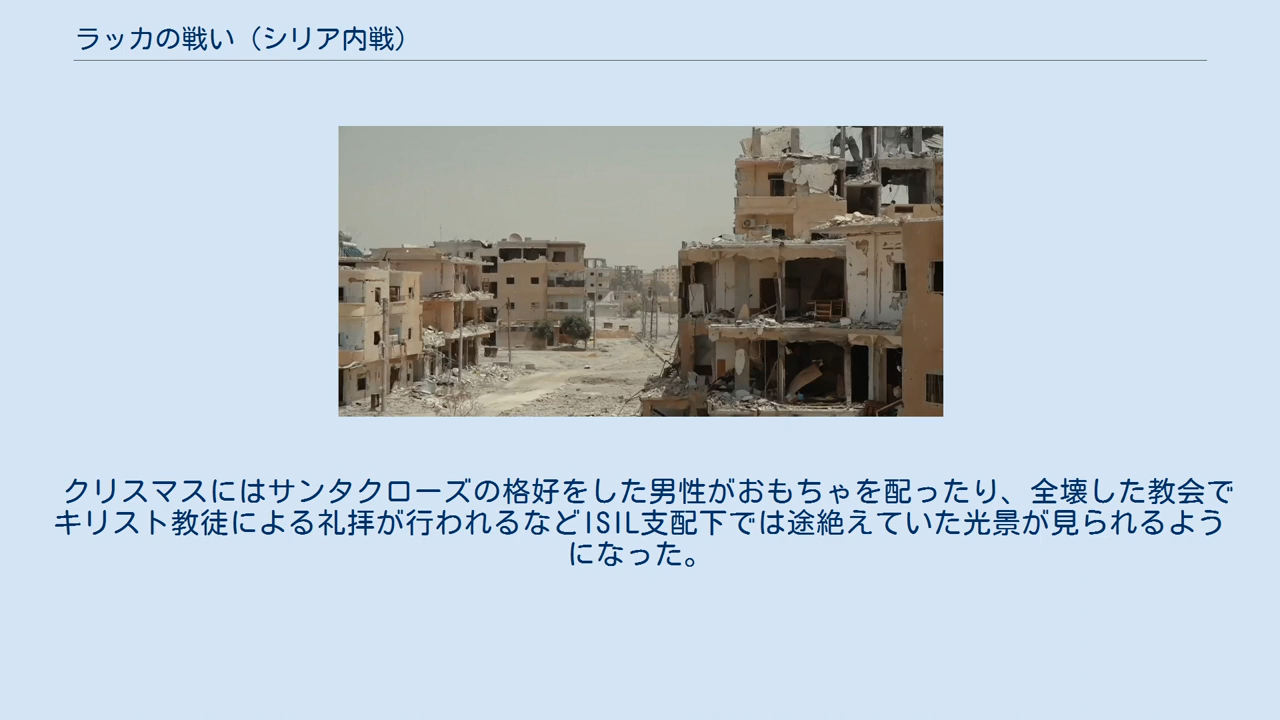 ラッカの戦い（シリア内戦）
クリスマスにはサンタクローズの格好をした男性がおもちゃを配ったり、全壊した教会で
キリスト教徒による礼拝が行われるなどISIL支配下では途絶えていた光景が見られるよう
になった。